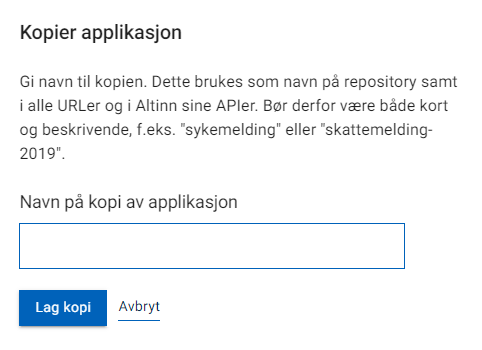 Kopier applikasjon
Gi navn til kopien. Dette brukes som navn på repository samt
i alle URLer og i Altinn sine APIer. Bør derfor være både kort
og beskrivende, f.eks. "sykemelding" eller "skattemelding-
2019".
Navn på kopi av applikasjon
Lag kopi
Avbryt